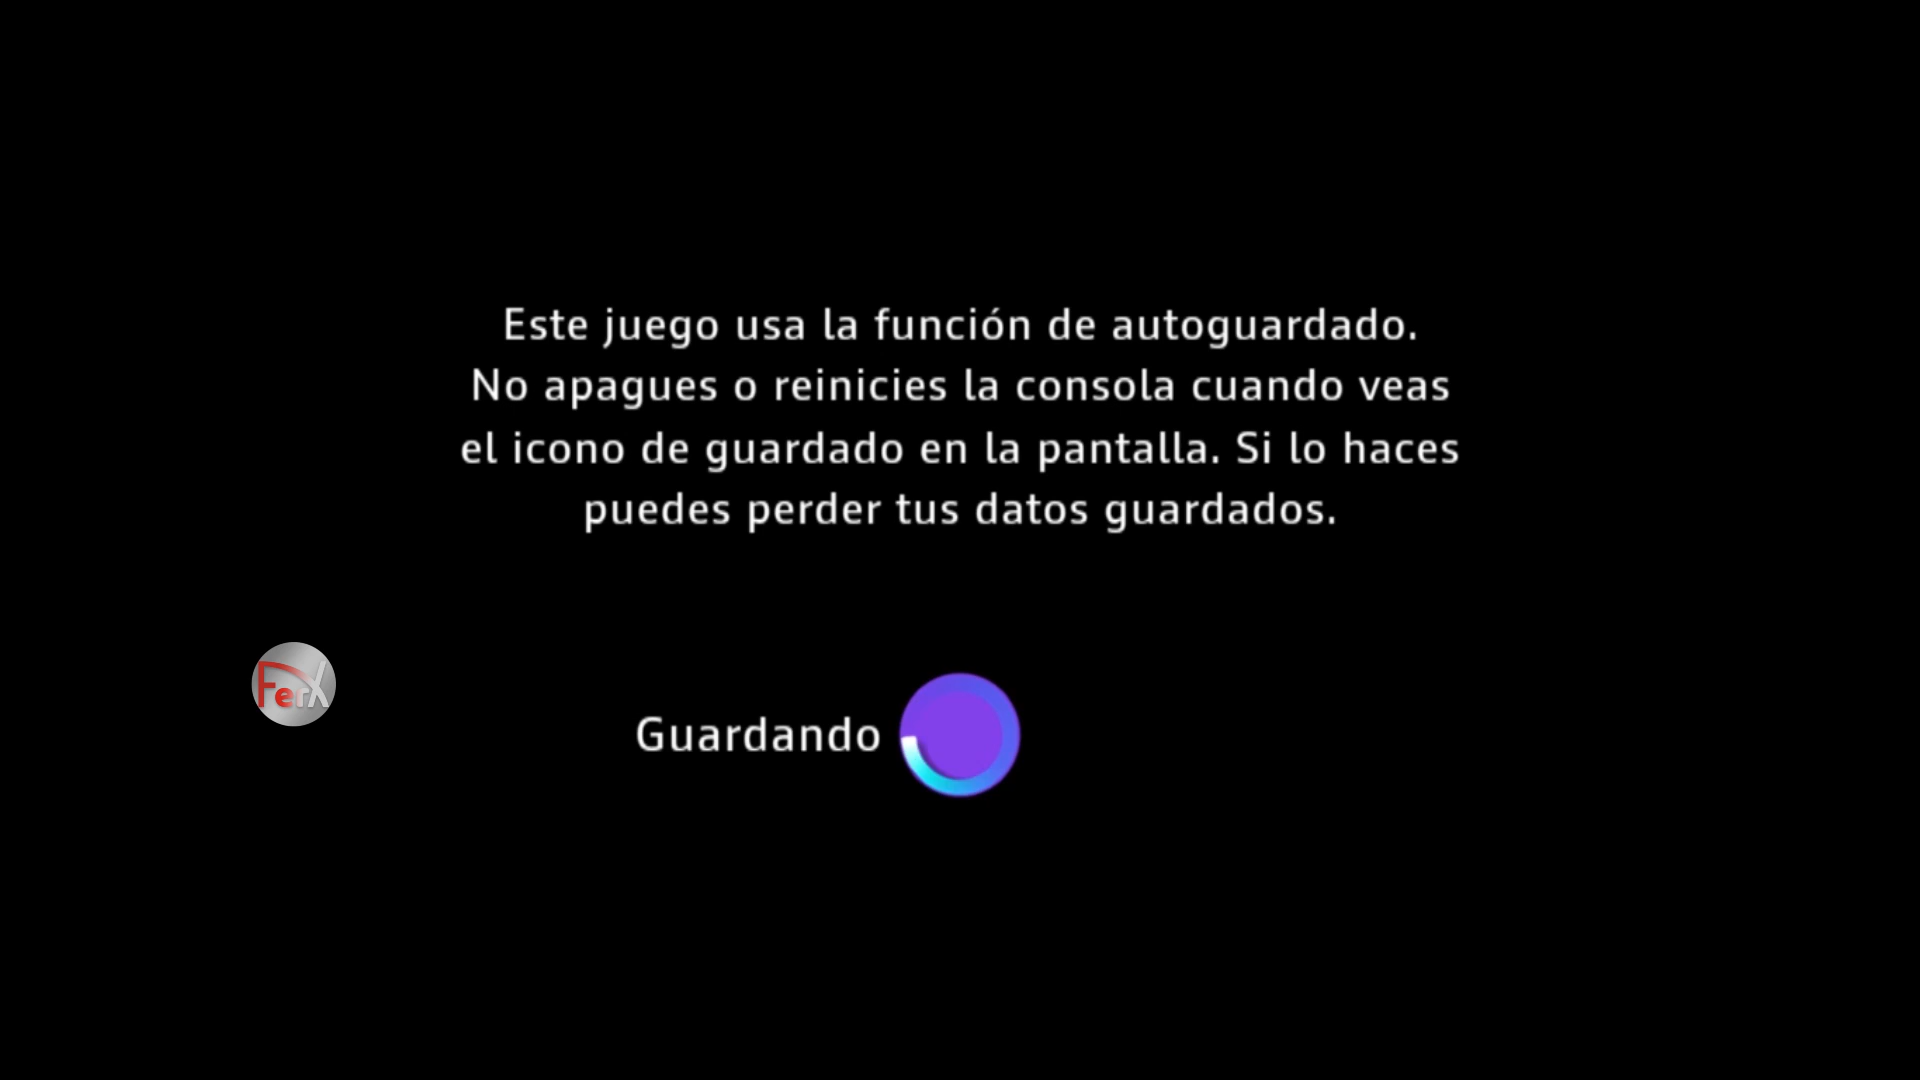 Este juego usa la función de autoguardado.
No apagues o reinicies la consola cuando veas
el icono de guardado en la pantalla. Si lo haces
puedes perder tus datos guardados.
FerX
Guardando